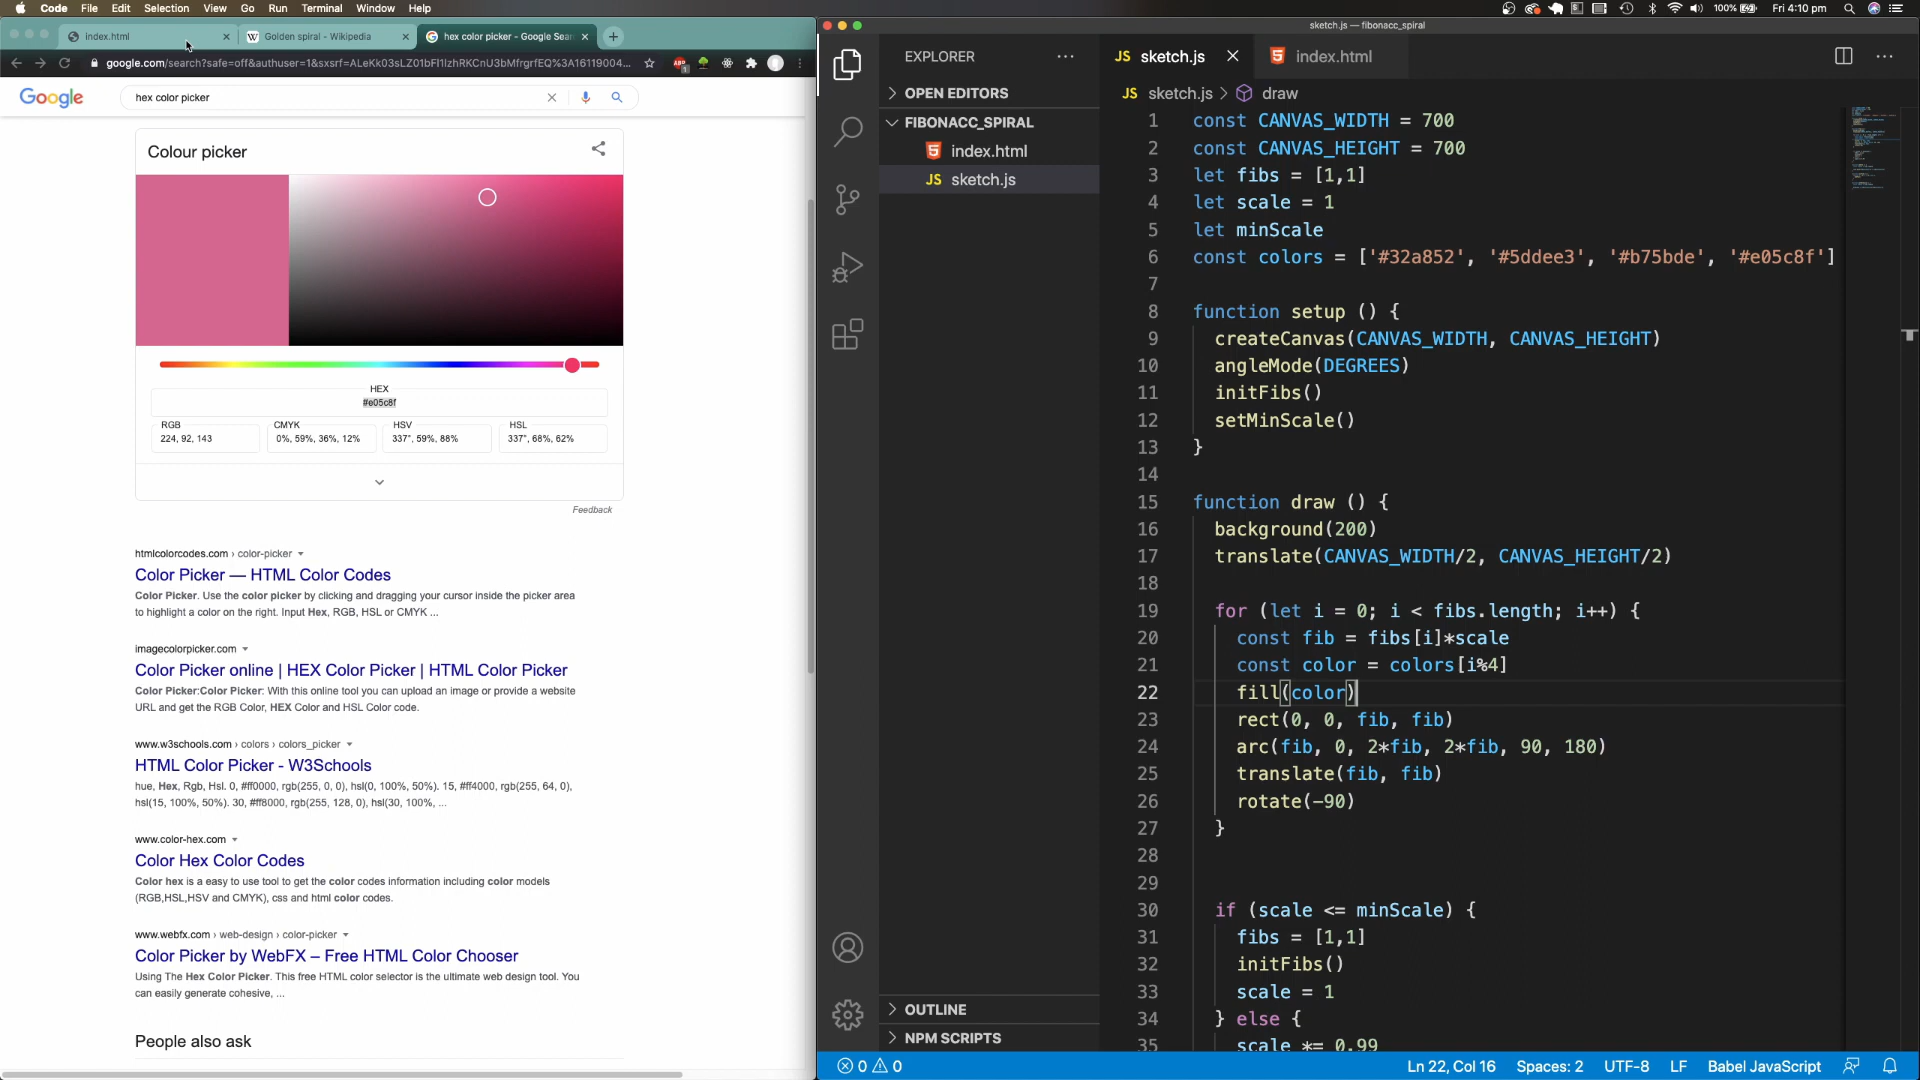 Code File Edit Selection View Go Run Terminal Window Help
100% Fri 4:10 pm
index.html
Golden spiral - Wikipedia
hex color picker - Google Sear
google.com/search?safe=off&authuser=1&sxsrf=ALeKk03sLZ01bFI1IzhRKCnU3bMfrgrfEQ%3A16119004...
Google
hex color picker
Colour picker
HEX
#e05c8f
RGB
224, 92, 143
CMYK
0%, 59%, 36%, 12%
HSV
337°, 59%, 88%
HSL
337°, 68%, 62%
Feedback
htmlcolorcodes.com › color-picker
Color Picker — HTML Color Codes
Color Picker. Use the color picker by clicking and dragging your cursor inside the picker area
to highlight a color on the right. Input Hex, RGB, HSL or CMYK ...
imagecolorpicker.com
Color Picker online | HEX Color Picker | HTML Color Picker
Color Picker:Color Picker: With this online tool you can upload an image or provide a website
URL and get the RGB Color, HEX Color and HSL Color code.
www.w3schools.com › colors › colors_picker
HTML Color Picker - W3Schools
hue, Hex, Rgb, Hsl. 0, #ff0000, rgb(255, 0, 0), hsl(0, 100%, 50%). 15, #ff4000, rgb(255, 64, 0),
hsl(15, 100%, 50%). 30, #ff8000, rgb(255, 128, 0), hsl(30, 100%, ...
www.color-hex.com
Color Hex Color Codes
Color hex is a easy to use tool to get the color codes information including color models
(RGB,HSL,HSV and CMYK), css and html color codes.
www.webfx.com › web-design › color-picker
Color Picker by WebFX – Free HTML Color Chooser
Using The Hex Color Picker. This free HTML color selector is the ultimate web design tool. You
can easily generate cohesive, ...
People also ask
sketch.js — fibonacc_spiral
EXPLORER
OPEN EDITORS
FIBONACC_SPIRAL
index.html
JS sketch.js
OUTLINE
NPM SCRIPTS
JS sketch.js
index.html
JS sketch.js > draw
1 const CANVAS_WIDTH = 700
2 const CANVAS_HEIGHT = 700
3 let fibs = [1,1]
4 let scale = 1
5 let minScale
6 const colors = ['#32a852', '#5ddee3', '#b75bde', '#e05c8f']
7
8 function setup () {
9 createCanvas(CANVAS_WIDTH, CANVAS_HEIGHT)
10 angleMode(DEGREES)
11 initFibs()
12 setMinScale()
13 }
14
15 function draw () {
16 background(200)
17 translate(CANVAS_WIDTH/2, CANVAS_HEIGHT/2)
18
19 for (let i = 0; i < fibs.length; i++) {
20 const fib = fibs[i]*scale
21 const color = colors[i%4]
22 fill(color)
23 rect(0, 0, fib, fib)
24 arc(fib, 0, 2*fib, 2*fib, 90, 180)
25 translate(fib, fib)
26 rotate(-90)
27 }
28
29
30 if (scale <= minScale) {
31 fibs = [1,1]
32 initFibs()
33 scale = 1
34 } else {
35 scale *= 0.99
0 0
Ln 22, Col 16 Spaces: 2 UTF-8 LF Babel JavaScript